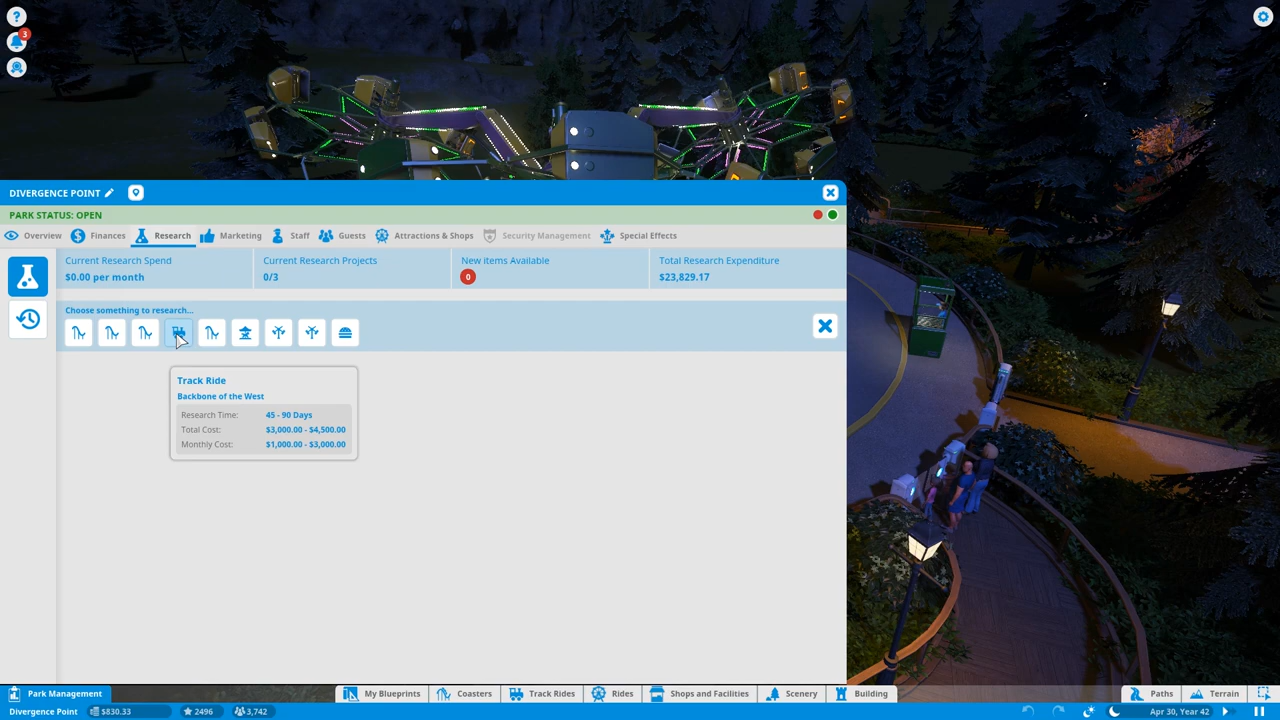 ?
3
DIVERGENCE POINT
PARK STATUS: OPEN
Overview Finances Research Marketing Staff Guests Attractions & Shops Security Management Special Effects
Current Research Spend
$0.00 per month
Current Research Projects
0/3
New items Available
0
Total Research Expenditure
$23,829.17
Choose something to research...
Track Ride
Backbone of the West
Research Time: 45 - 90 Days
Total Cost: $3,000.00 - $4,500.00
Monthly Cost: $1,000.00 - $3,000.00
Park Management My Blueprints Coasters Track Rides Rides Shops and Facilities Scenery Building Paths Terrain
Divergence Point $830.33 2496 3,742 Apr 30, Year 42